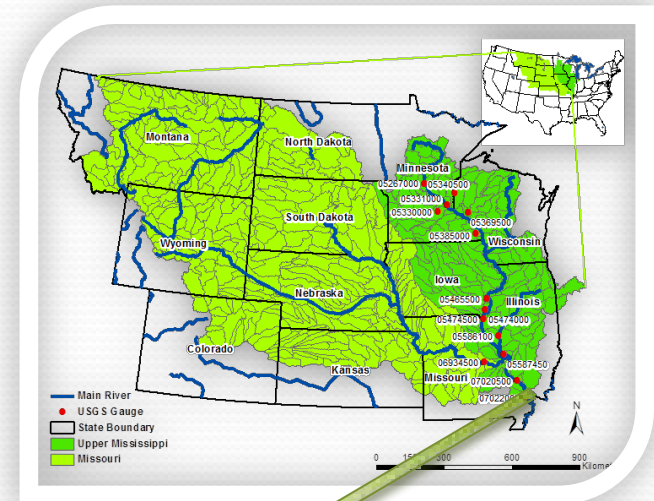 Montana
North Dakota
Minnesota
05267000
05340500
05331000
05330000
05369500
South Dakota
05385000
Wisconsin
Wyoming
Iowa
Nebraska
05465500
Illinois
05474500
05474000
05586100
Colorado
Kansas
06934500
05587450
Missouri
07020500
Main River
USGS Gauge
State Boundary
Upper Mississippi
Missouri
N
0
300
600
900